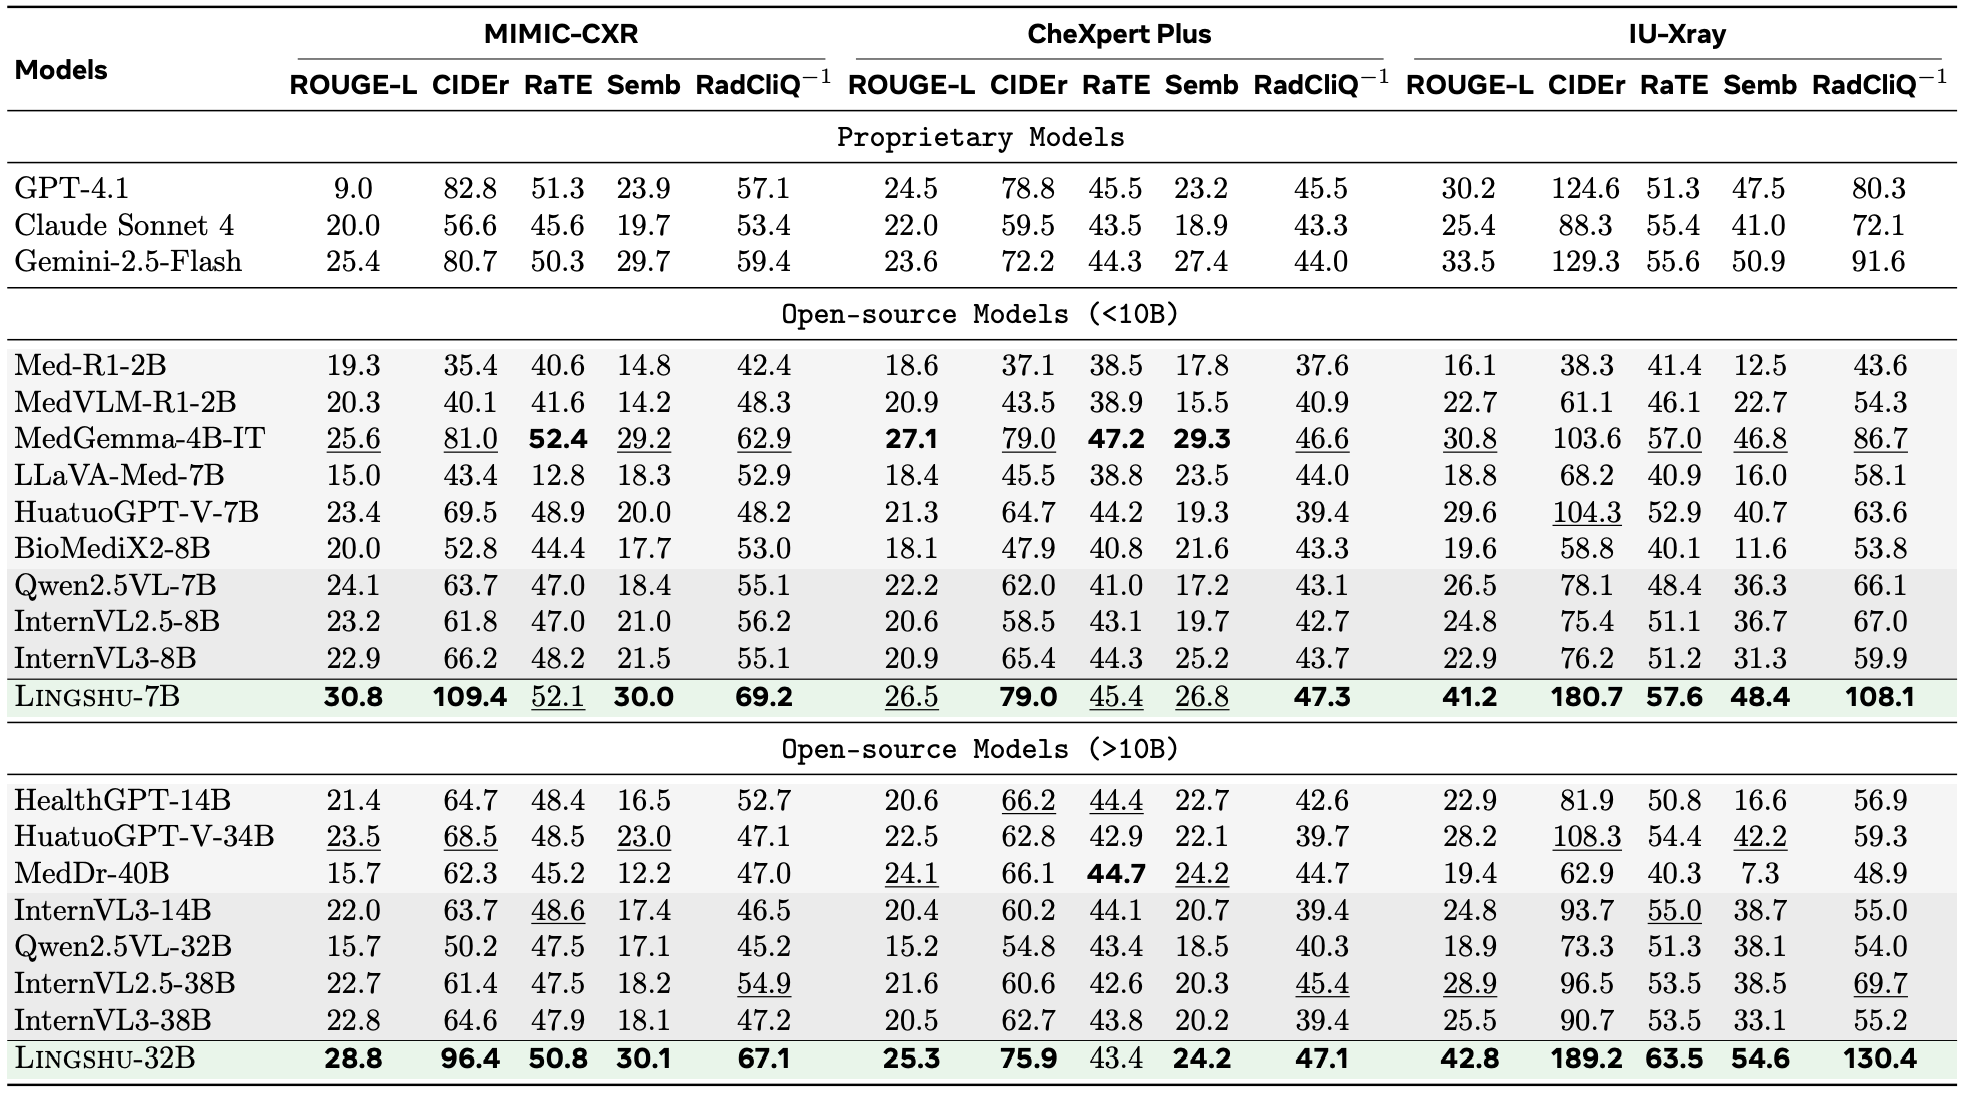 MIMIC-CXR CheXpert Plus IU-Xray
Models
ROUGE-L CIDEr RaTE Semb RadCliQ⁻¹ ROUGE-L CIDEr RaTE Semb RadCliQ⁻¹ ROUGE-L CIDEr RaTE Semb RadCliQ⁻¹
Proprietary Models
GPT-4.1 9.0 82.8 51.3 23.9 57.1 24.5 78.8 45.5 23.2 45.5 30.2 124.6 51.3 47.5 80.3
Claude Sonnet 4 20.0 56.6 45.6 19.7 53.4 22.0 59.5 43.5 18.9 43.3 25.4 88.3 55.4 41.0 72.1
Gemini-2.5-Flash 25.4 80.7 50.3 29.7 59.4 23.6 72.2 44.3 27.4 44.0 33.5 129.3 55.6 50.9 91.6
Open-source Models (<10B)
Med-R1-2B 19.3 35.4 40.6 14.8 42.4 18.6 37.1 38.5 17.8 37.6 16.1 38.3 41.4 12.5 43.6
MedVLM-R1-2B 20.3 40.1 41.6 14.2 48.3 20.9 43.5 38.9 15.5 40.9 22.7 61.1 46.1 22.7 54.3
MedGemma-4B-IT 25.6 81.0 52.4 29.2 62.9 27.1 79.0 47.2 29.3 46.6 30.8 103.6 57.0 46.8 86.7
LLaVA-Med-7B 15.0 43.4 12.8 18.3 52.9 18.4 45.5 38.8 23.5 44.0 18.8 68.2 40.9 16.0 58.1
HuatuoGPT-V-7B 23.4 69.5 48.9 20.0 48.2 21.3 64.7 44.2 19.3 39.4 29.6 104.3 52.9 40.7 63.6
BioMediX2-8B 20.0 52.8 44.4 17.7 53.0 18.1 47.9 40.8 21.6 43.3 19.6 58.8 40.1 11.6 53.8
Qwen2.5VL-7B 24.1 63.7 47.0 18.4 55.1 22.2 62.0 41.0 17.2 43.1 26.5 78.1 48.4 36.3 66.1
InternVL2.5-8B 23.2 61.8 47.0 21.0 56.2 20.6 58.5 43.1 19.7 42.7 24.8 75.4 51.1 36.7 67.0
InternVL3-8B 22.9 66.2 48.2 21.5 55.1 20.9 65.4 44.3 25.2 43.7 22.9 76.2 51.2 31.3 59.9
LINGSHU-7B 30.8 109.4 52.1 30.0 69.2 26.5 79.0 45.4 26.8 47.3 41.2 180.7 57.6 48.4 108.1
Open-source Models (>10B)
HealthGPT-14B 21.4 64.7 48.4 16.5 52.7 20.6 66.2 44.4 22.7 42.6 22.9 81.9 50.8 16.6 56.9
HuatuoGPT-V-34B 23.5 68.5 48.5 23.0 47.1 22.5 62.8 42.9 22.1 39.7 28.2 108.3 54.4 42.2 59.3
MedDr-40B 15.7 62.3 45.2 12.2 47.0 24.1 66.1 44.7 24.2 44.7 19.4 62.9 40.3 7.3 48.9
InternVL3-14B 22.0 63.7 48.6 17.4 46.5 20.4 60.2 44.1 20.7 39.4 24.8 93.7 55.0 38.7 55.0
Qwen2.5VL-32B 15.7 50.2 47.5 17.1 45.2 15.2 54.8 43.4 18.5 40.3 18.9 73.3 51.3 38.1 54.0
InternVL2.5-38B 22.7 61.4 47.5 18.2 54.9 21.6 60.6 42.6 20.3 45.4 28.9 96.5 53.5 38.5 69.7
InternVL3-38B 22.8 64.6 47.9 18.1 47.2 20.5 62.7 43.8 20.2 39.4 25.5 90.7 53.5 33.1 55.2
LINGSHU-32B 28.8 96.4 50.8 30.1 67.1 25.3 75.9 43.4 24.2 47.1 42.8 189.2 63.5 54.6 130.4